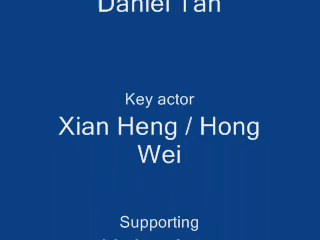 Daniel Tan
Key actor
Xian Heng / Hong
Wei
Supporting